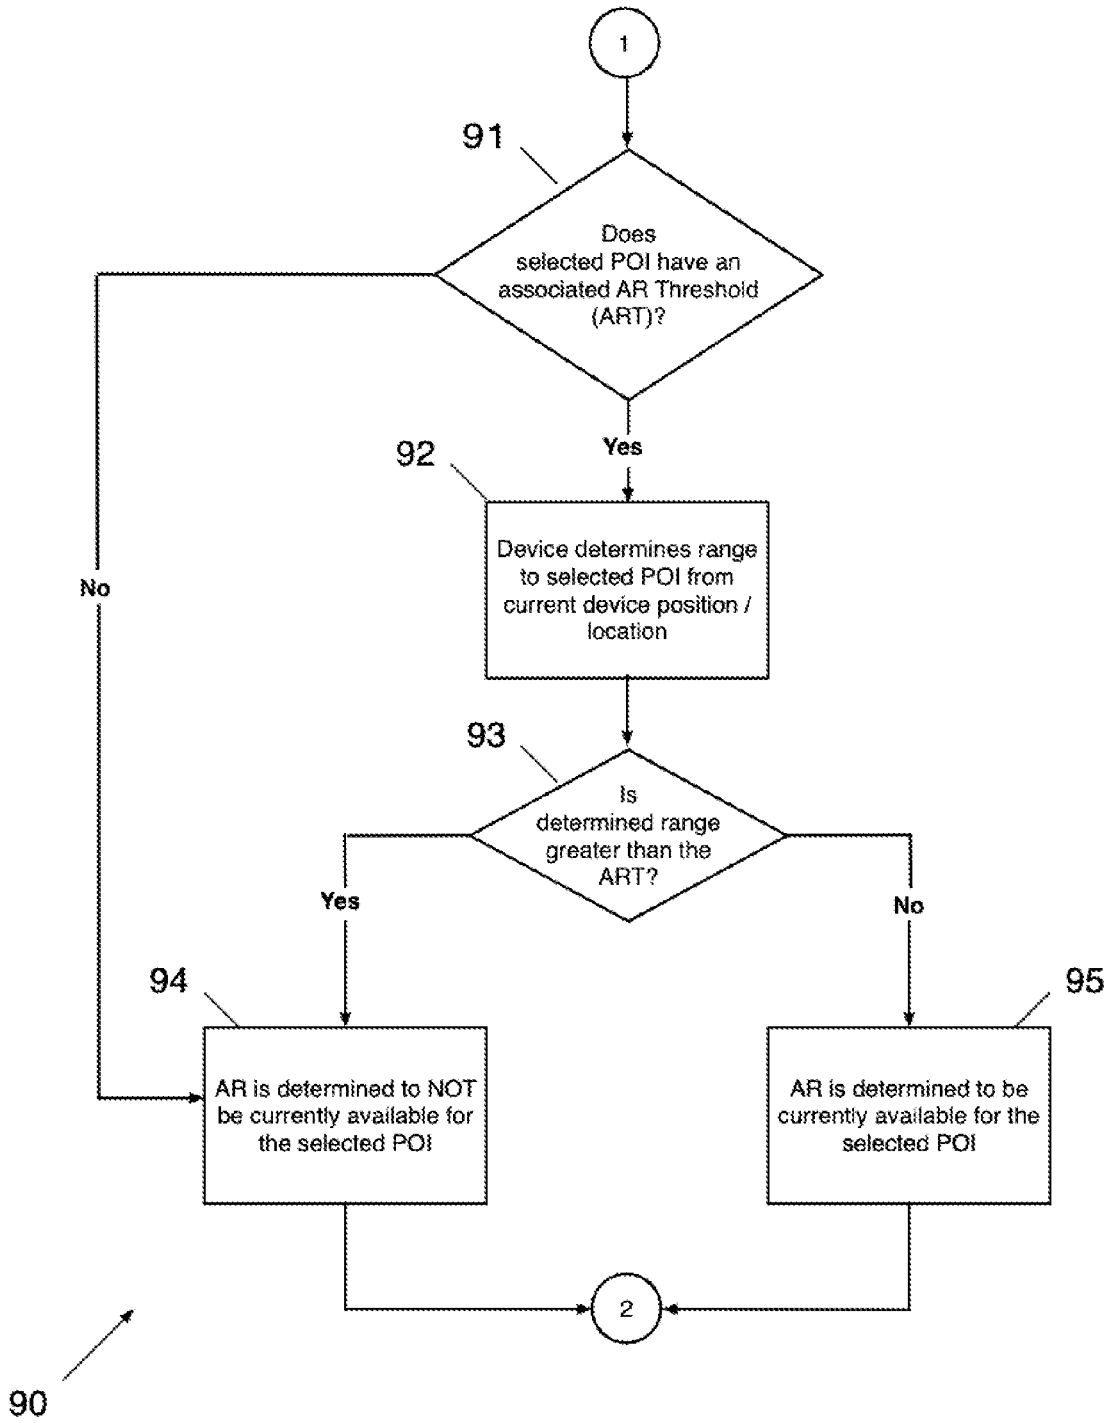 1
91
Does
selected POI have an
associated AR Threshold
(ART)?
Yes
92
Device determines range
to selected POI from
current device position /
location
No
93
Is
determined range
greater than the
ART?
Yes
No
94
95
AR is determined to NOT
be currently available for
the selected POI
AR is determined to be
currently available for the
selected POI
2
90